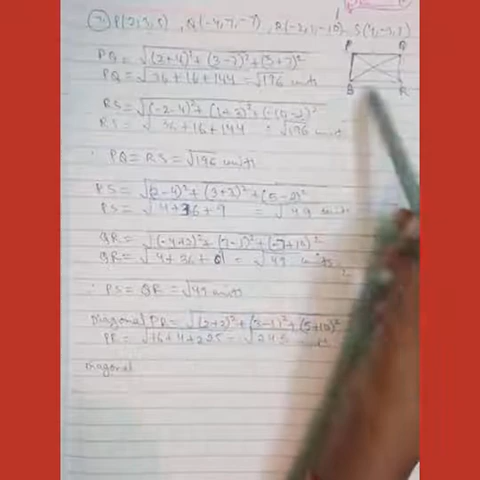 P(2,3,5), Q(-4,7,-7), R(-2,1,-10), S(4,-3,2)
P Q
S R
PQ = √(2+4)² + (3-7)² + (5+7)²
PQ = √36+16+144 = √196 units
RS = √(-2-4)² + (1+3)² + (-10-2)²
RS = √36+16+144 = √196 units
∴ PQ = RS = √196 units
PS = √(2-4)² + (3+3)² + (5-2)²
PS = √4+36+9 = √49 units
QR = √(-4+2)² + (7-1)² + (-7+10)²
QR = √4+36+9 = √49 units
∴ PS = QR = √49 units
Diagonal PR = √(2+2)² + (3-1)² + (5+10)²
PR = √16+4+225 = √245 units
Diagonal